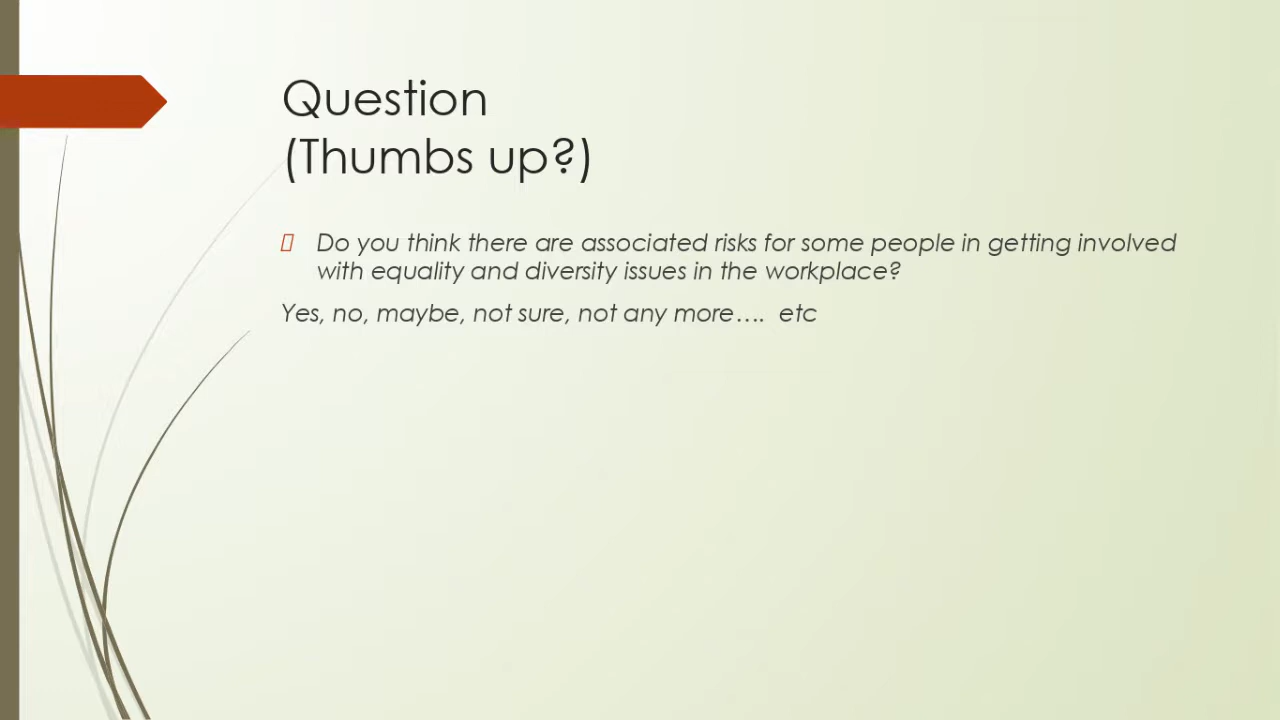 Question
(Thumbs up?)
Do you think there are associated risks for some people in getting involved
with equality and diversity issues in the workplace?
Yes, no, maybe, not sure, not any more.... etc